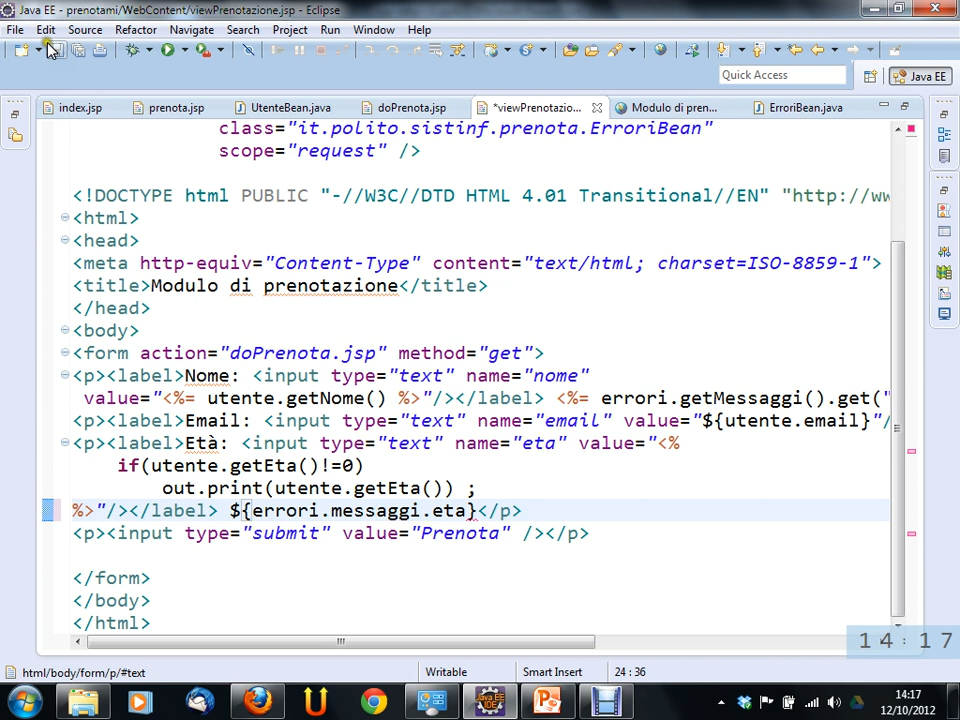 Java EE - prenotami/WebContent/viewPrenotazione.jsp - Eclipse
File Edit Source Refactor Navigate Search Project Run Window Help
Quick Access Java EE
index.jsp prenota.jsp UtenteBean.java doPrenota.jsp *viewPrenotazio... Modulo di pren... ErroriBean.java
class="it.polito.sistinf.prenota.ErroriBean"
scope="request" />
<!DOCTYPE html PUBLIC "-//W3C//DTD HTML 4.01 Transitional//EN" "http://ww
<html>
<head>
<meta http-equiv="Content-Type" content="text/html; charset=ISO-8859-1">
<title>Modulo di prenotazione</title>
</head>
<body>
<form action="doPrenota.jsp" method="get">
<p><label>Nome: <input type="text" name="nome"
value="<%= utente.getNome() %>"/></label> <%= errori.getMessaggi().get("
<p><label>Email: <input type="text" name="email" value="${utente.email}"/
<p><label>Età: <input type="text" name="eta" value="<%
if(utente.getEta()!=0)
out.print(utente.getEta()) ;
%>"/></label> ${errori.messaggi.eta}</p>
<p><input type="submit" value="Prenota" /></p>
</form>
</body>
</html>
14:17
html/body/form/p/#text Writable Smart Insert 24 : 36
Java EE IDE
14:17
12/10/2012